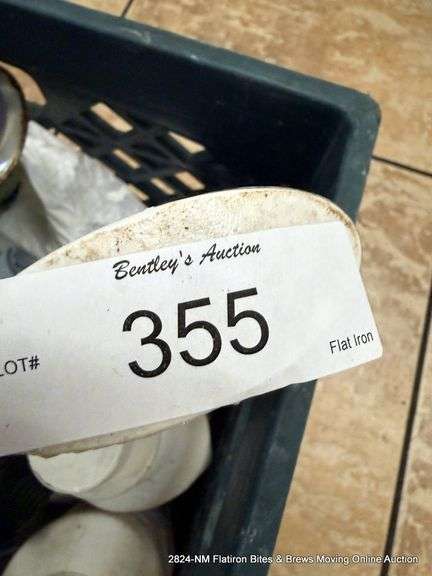 Bentley's Auction
LOT# 355 Flat Iron
2824-NM Flatiron Bites & Brews Moving Online Auction